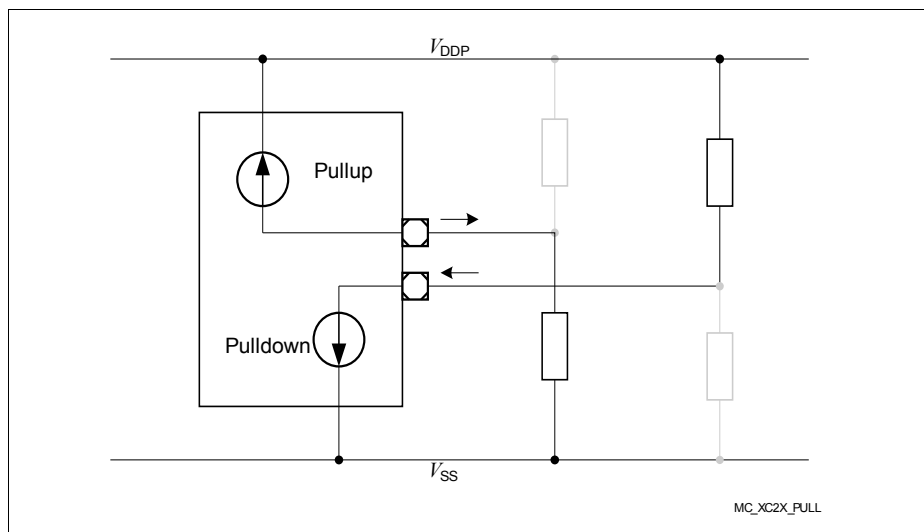 VDDP
Pullup
Pulldown
VSS
MC_XC2X_PULL